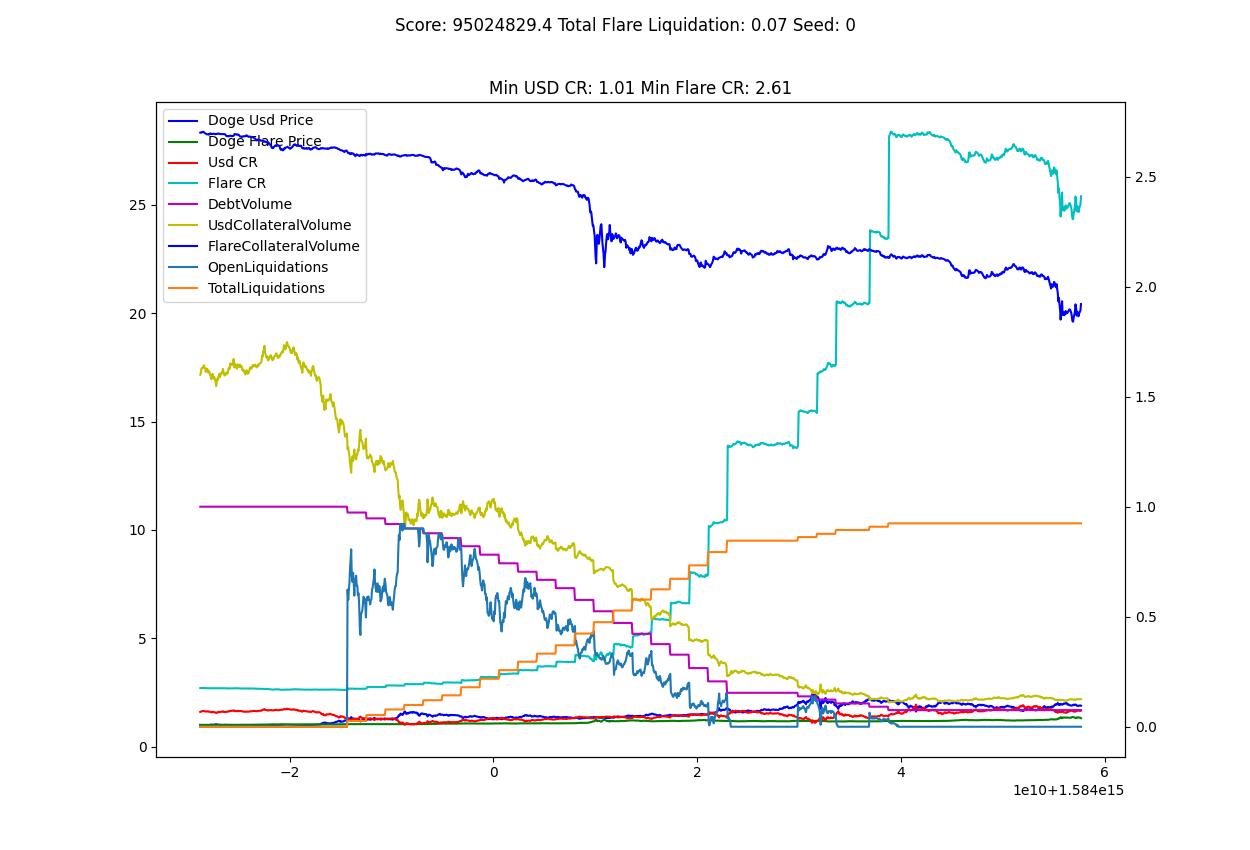 Score: 95024829.4 Total Flare Liquidation: 0.07 Seed: 0
Min USD CR: 1.01 Min Flare CR: 2.61
Doge Usd Price
Doge Flare Price
Usd CR
Flare CR
DebtVolume
UsdCollateralVolume
FlareCollateralVolume
OpenLiquidations
TotalLiquidations
25
20
15
10
5
0
2.5
2.0
1.5
1.0
0.5
0.0
−2
0
2
4
6
1e10+1.584e15